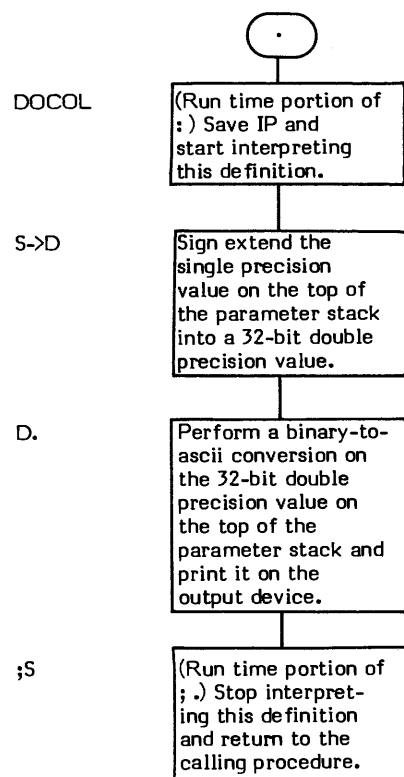 .
DOCOL
(Run time portion of
: ) Save IP and
start interpreting
this definition.
S->D
Sign extend the
single precision
value on the top of
the parameter stack
into a 32-bit double
precision value.
D.
Perform a binary-to-
ascii conversion on
the 32-bit double
precision value on
the top of the
parameter stack and
print it on the
output device.
;S
(Run time portion of
; .) Stop interpret-
ing this definition
and return to the
calling procedure.